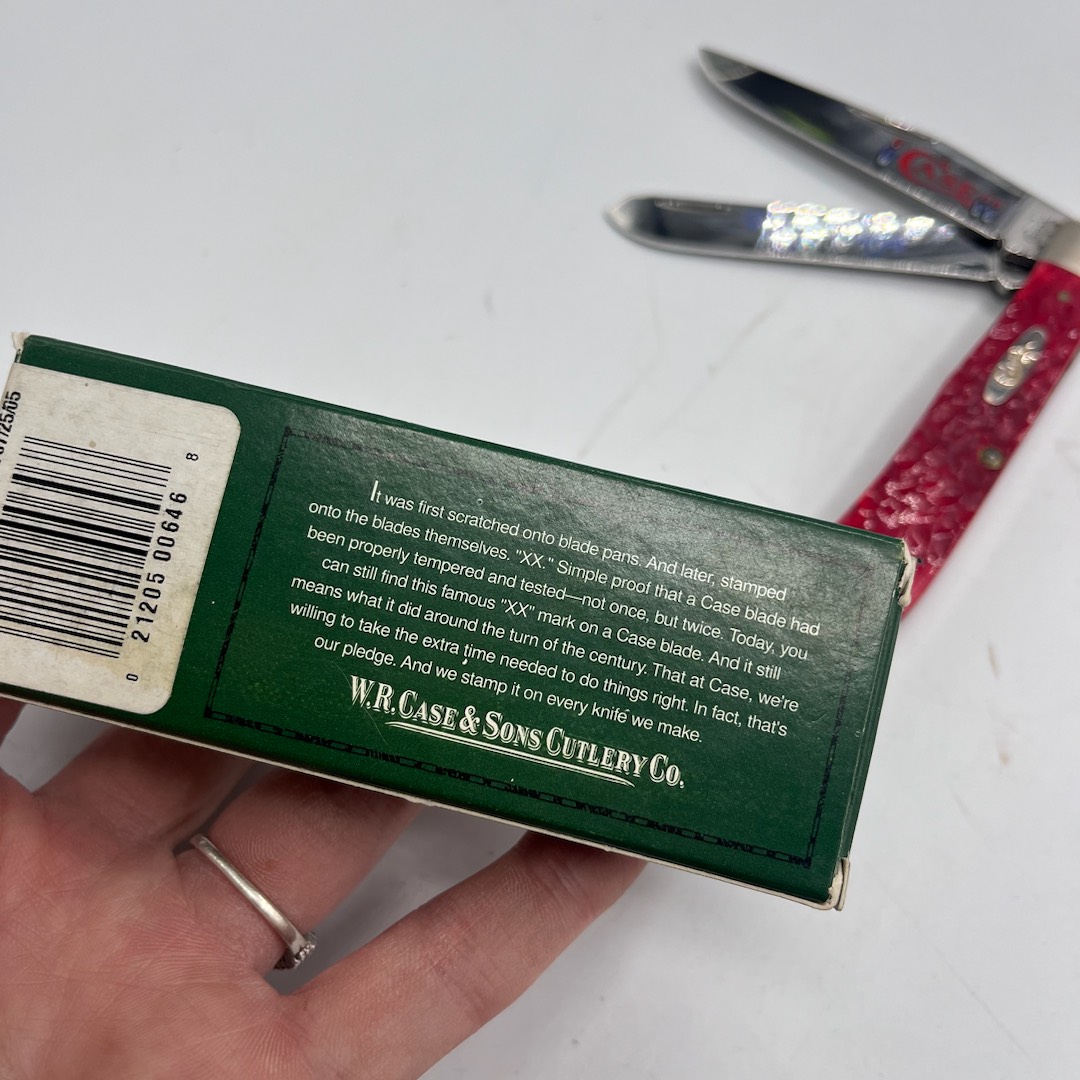 It was first scratched onto blade pans. And later, stamped
onto the blades themselves. "XX." Simple proof that a Case blade had
been properly tempered and tested—not once, but twice. Today, you
can still find this famous "XX" mark on a Case blade. And it still
means what it did around the turn of the century. That at Case, we're
willing to take the extra time needed to do things right. In fact, that's
our pledge. And we stamp it on every knife we make.
W.R. CASE & SONS CUTLERY CO.
0 21205 00646 8
/25/05
CASE